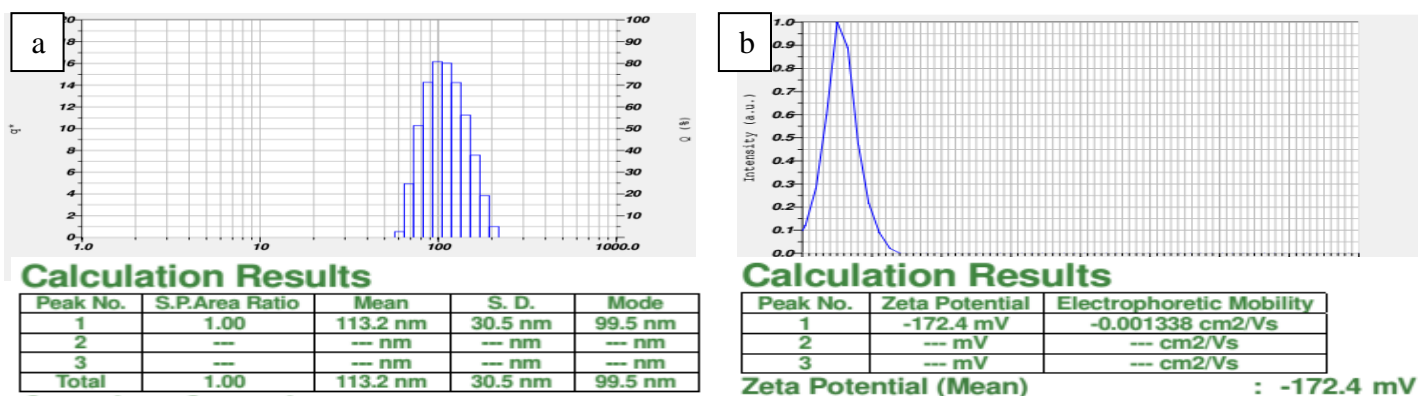 a
b
20
18
16
14
12
10
8
6
4
2
0
q*
100
90
80
70
60
50
40
30
20
10
Q (%)
1.0
10
100
1000.0
1.0
0.9
0.8
0.7
0.6
0.5
0.4
0.3
0.2
0.1
0.0
Intensity (a.u.)
Calculation Results
Peak No. S.P.Area Ratio Mean S. D. Mode
1 1.00 113.2 nm 30.5 nm 99.5 nm
2 --- --- nm --- nm --- nm
3 --- --- nm --- nm --- nm
Total 1.00 113.2 nm 30.5 nm 99.5 nm
Calculation Results
Peak No. Zeta Potential Electrophoretic Mobility
1 -172.4 mV -0.001338 cm2/Vs
2 --- mV --- cm2/Vs
3 --- mV --- cm2/Vs
Zeta Potential (Mean) : -172.4 mV